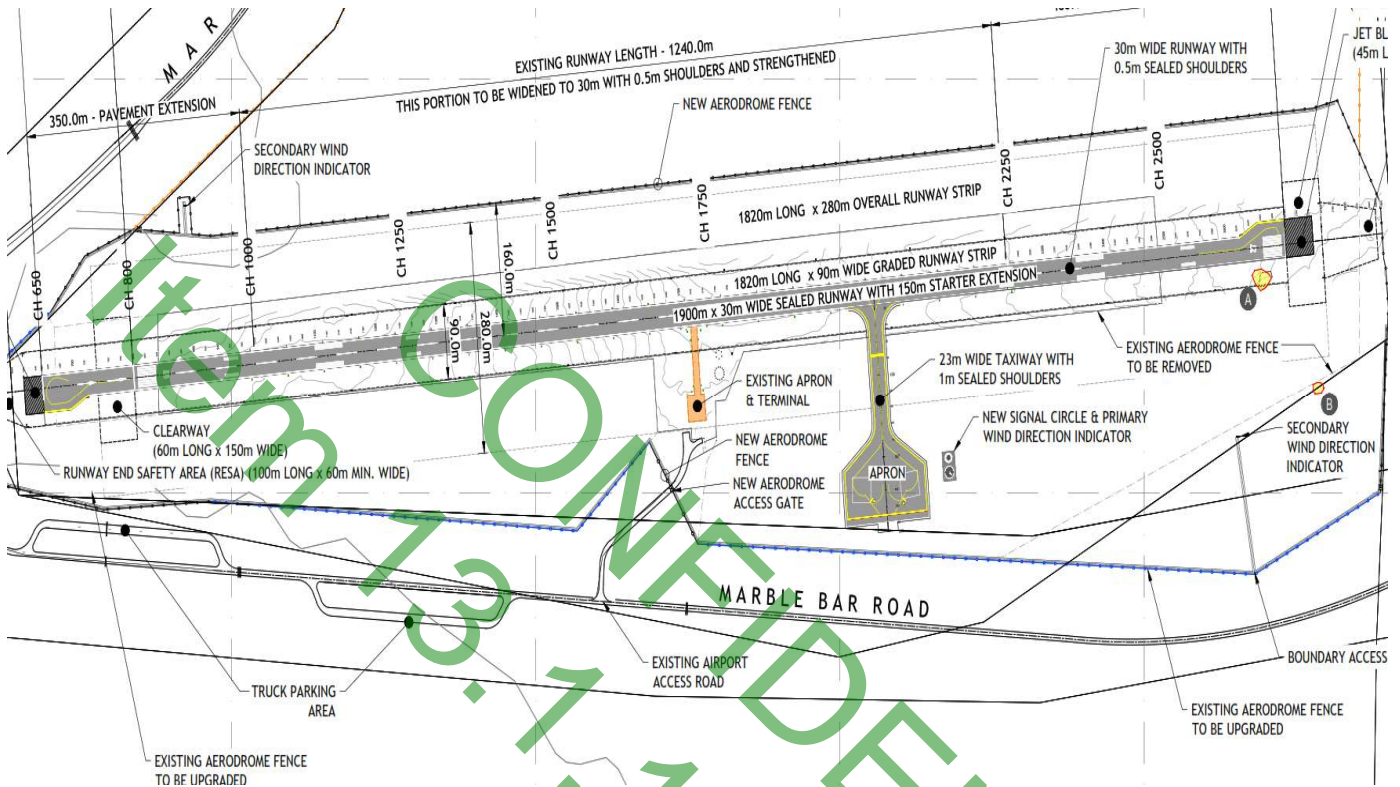 M A R
EXISTING RUNWAY LENGTH - 1240.0m
THIS PORTION TO BE WIDENED TO 30m WITH 0.5m SHOULDERS AND STRENGTHENED
350.0m - PAVEMENT EXTENSION
30m WIDE RUNWAY WITH
0.5m SEALED SHOULDERS
JET BL
(45m L
NEW AERODROME FENCE
SECONDARY WIND
DIRECTION INDICATOR
CH 650
CH 800
CH 1000
CH 1250
CH 1500
CH 1750
CH 2250
CH 2500
160.0m
90.0m
280.0m
1820m LONG x 280m OVERALL RUNWAY STRIP
1820m LONG x 90m WIDE GRADED RUNWAY STRIP
1900m x 30m WIDE SEALED RUNWAY WITH 150m STARTER EXTENSION
A
EXISTING AERODROME FENCE
TO BE REMOVED
23m WIDE TAXIWAY WITH
1m SEALED SHOULDERS
EXISTING APRON
& TERMINAL
B
CLEARWAY
(60m LONG x 150m WIDE)
RUNWAY END SAFETY AREA (RESA) (100m LONG x 60m MIN. WIDE)
NEW SIGNAL CIRCLE & PRIMARY
WIND DIRECTION INDICATOR
SECONDARY
WIND DIRECTION
INDICATOR
NEW AERODROME
FENCE
NEW AERODROME
ACCESS GATE
APRON
MARBLE BAR ROAD
EXISTING AIRPORT
ACCESS ROAD
BOUNDARY ACCESS
TRUCK PARKING
AREA
EXISTING AERODROME FENCE
TO BE UPGRADED
EXISTING AERODROME FENCE
TO BE UPGRADED
Item 13.1
CONFIDE